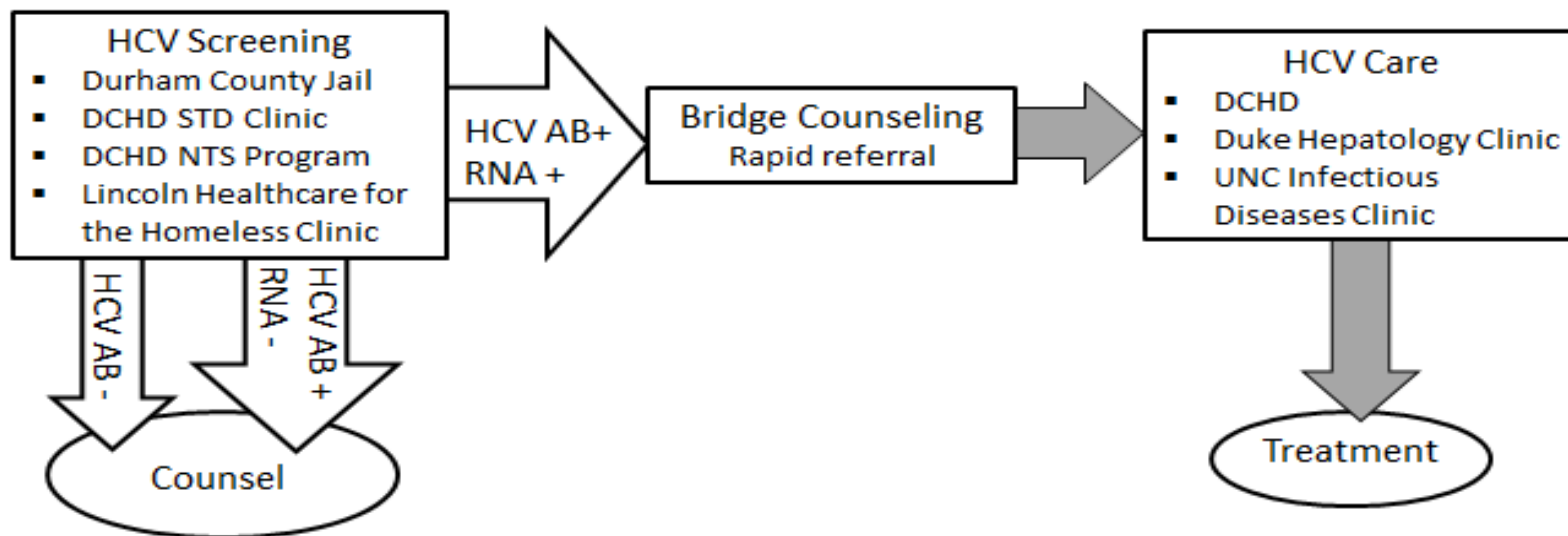 HCV Screening
▪ Durham County Jail
▪ DCHD STD Clinic
▪ DCHD NTS Program
▪ Lincoln Healthcare for
the Homeless Clinic
HCV AB+
RNA +
Bridge Counseling
Rapid referral
HCV Care
▪ DCHD
▪ Duke Hepatology Clinic
▪ UNC Infectious
Diseases Clinic
HCV AB -
HCV AB +
RNA -
Counsel
Treatment